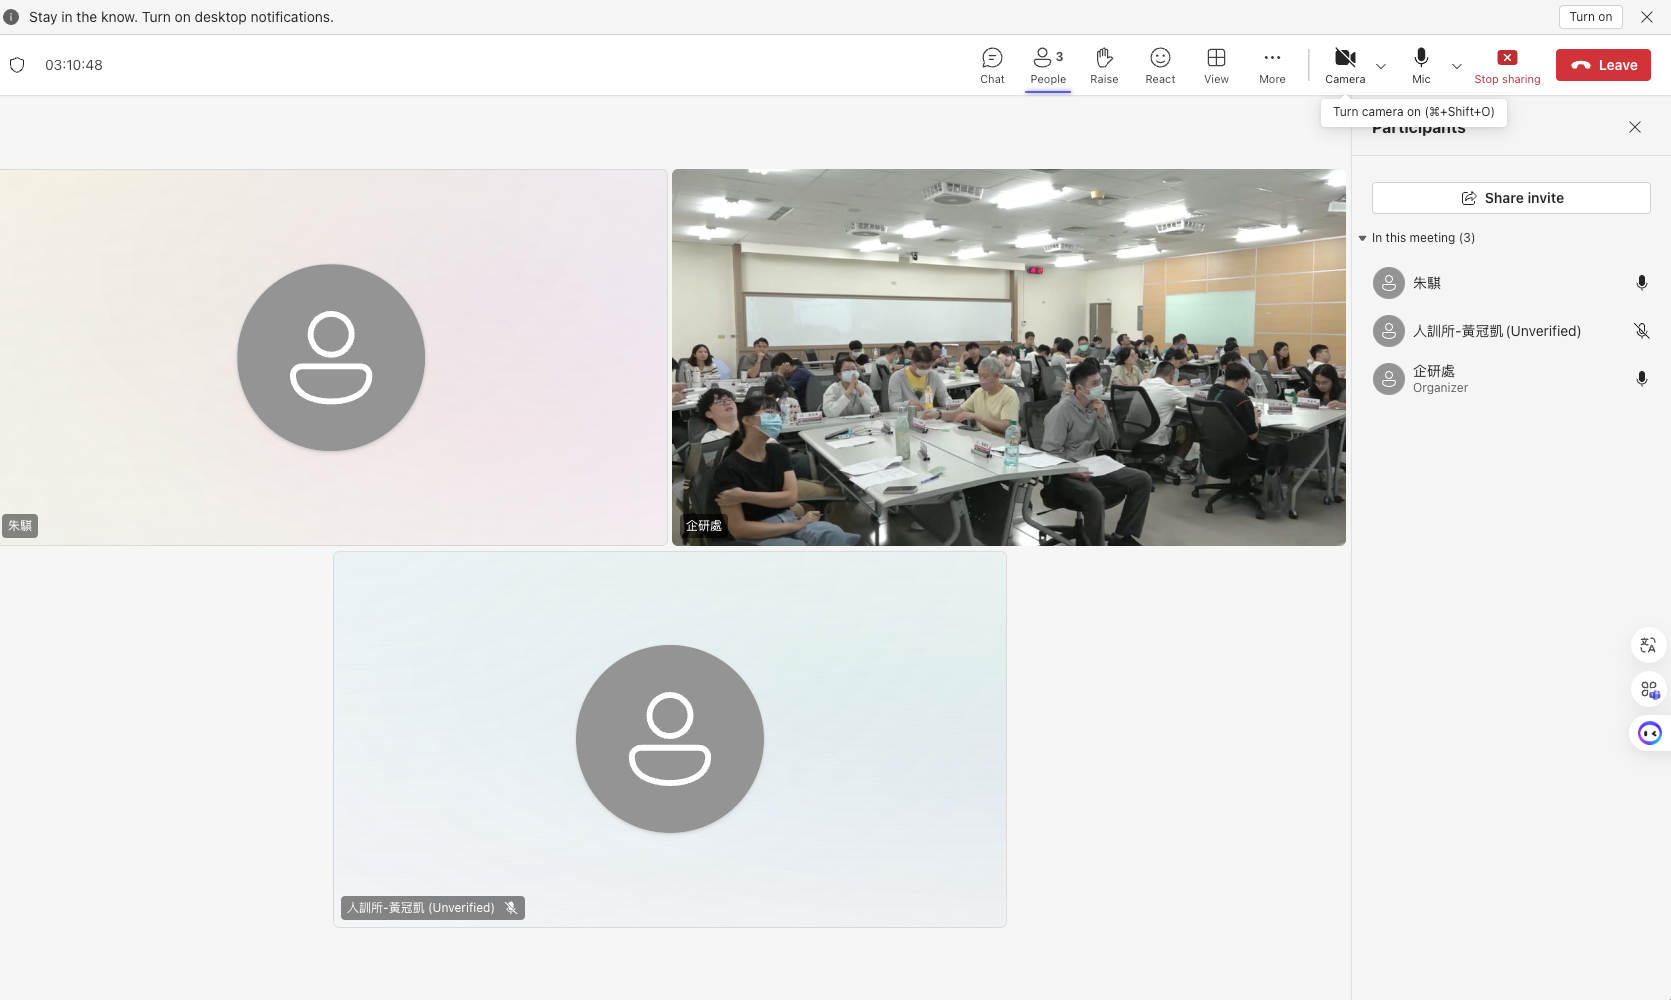 Stay in the know. Turn on desktop notifications.
Turn on
03:10:48
Chat
People
3
Raise
React
View
More
Camera
Mic
Stop sharing
Leave
Turn camera on (⌘+Shift+O)
Participants
Share invite
In this meeting (3)
朱騏
人訓所-黃冠凱 (Unverified)
企研處
Organizer
朱騏
企研處
人訓所-黃冠凱 (Unverified)